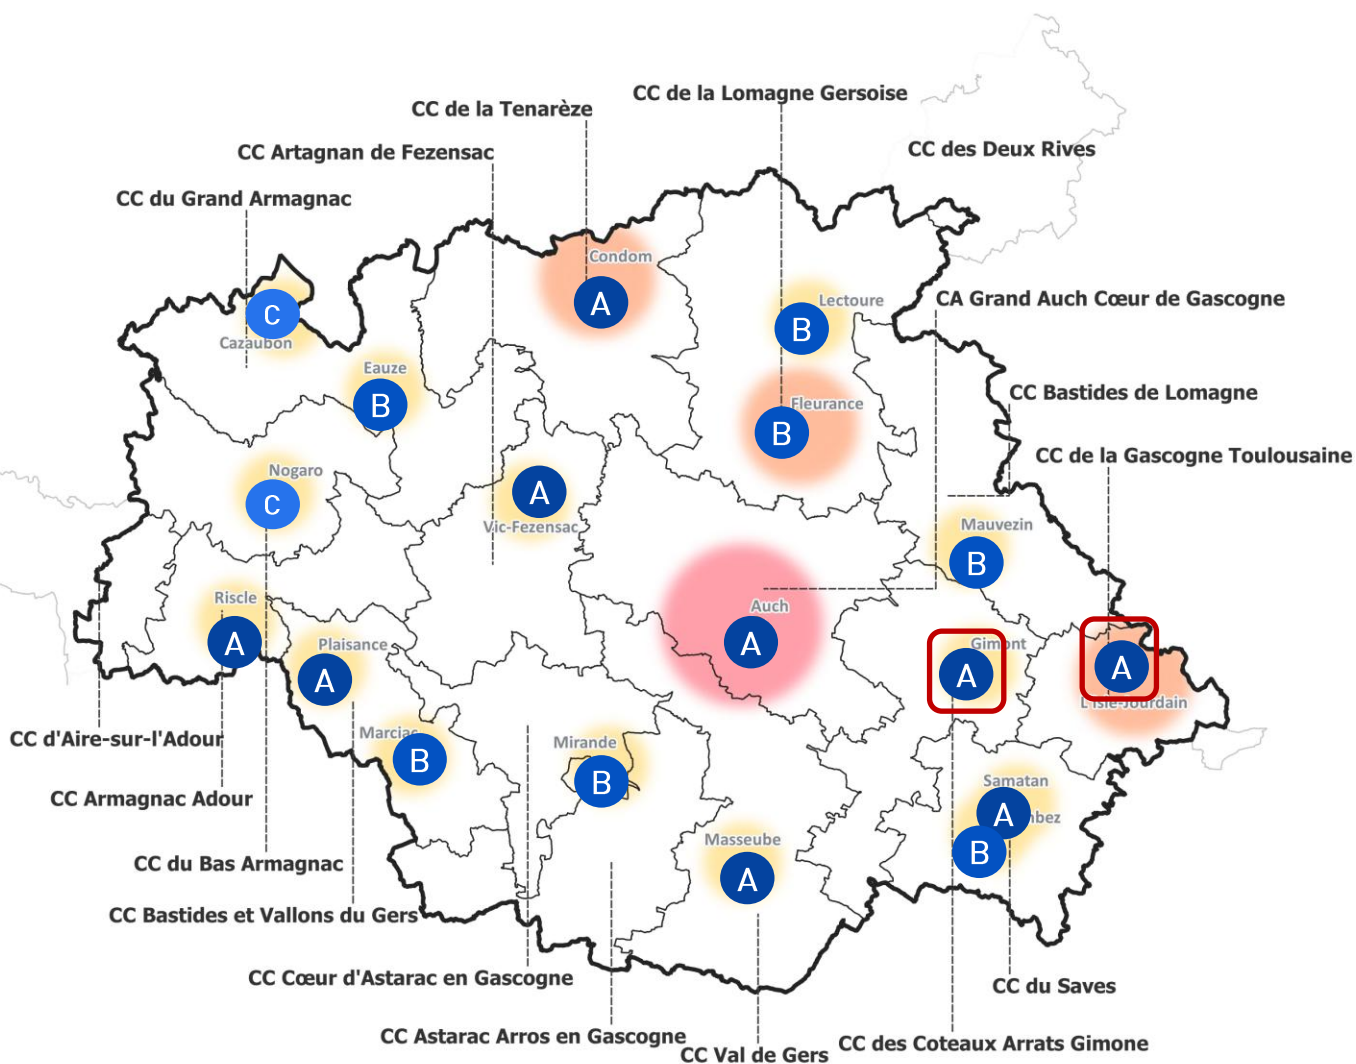 CC de la Lomagne Gersoise
CC de la Tenarèze
CC des Deux Rives
CC Artagnan de Fezensac
CC du Grand Armagnac
Condom
A
Lectoure
B
CA Grand Auch Cœur de Gascogne
C
Cazaubon
Eauze
B
CC Bastides de Lomagne
Fleurance
B
CC de la Gascogne Toulousaine
Nogaro
C
A
Vic-Fezensac
Mauvezin
B
Riscle
A
Auch
A
Plaisance
A
Gimont
A
A
L'Isle-Jourdain
CC d'Aire-sur-l'Adour
Marciac
B
Mirande
B
Samatan
A
B
CC Armagnac Adour
Masseube
A
CC du Bas Armagnac
CC Bastides et Vallons du Gers
CC Cœur d'Astarac en Gascogne
CC du Saves
CC Astarac Arros en Gascogne
CC Val de Gers
CC des Coteaux Arrats Gimone